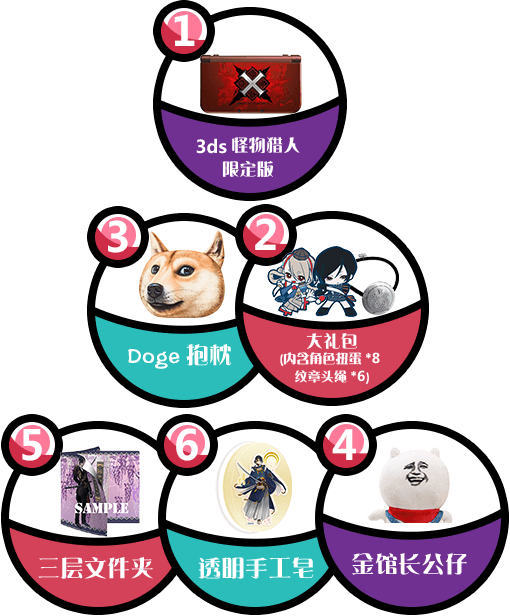 1
3ds 怪物猎人
限定版
3
2
Doge 抱枕
大礼包
(内含角色扭蛋 *8
纹章头绳 *6)
5
6
4
SAMPLE
三层文件夹
透明手工皂
金馆长公仔